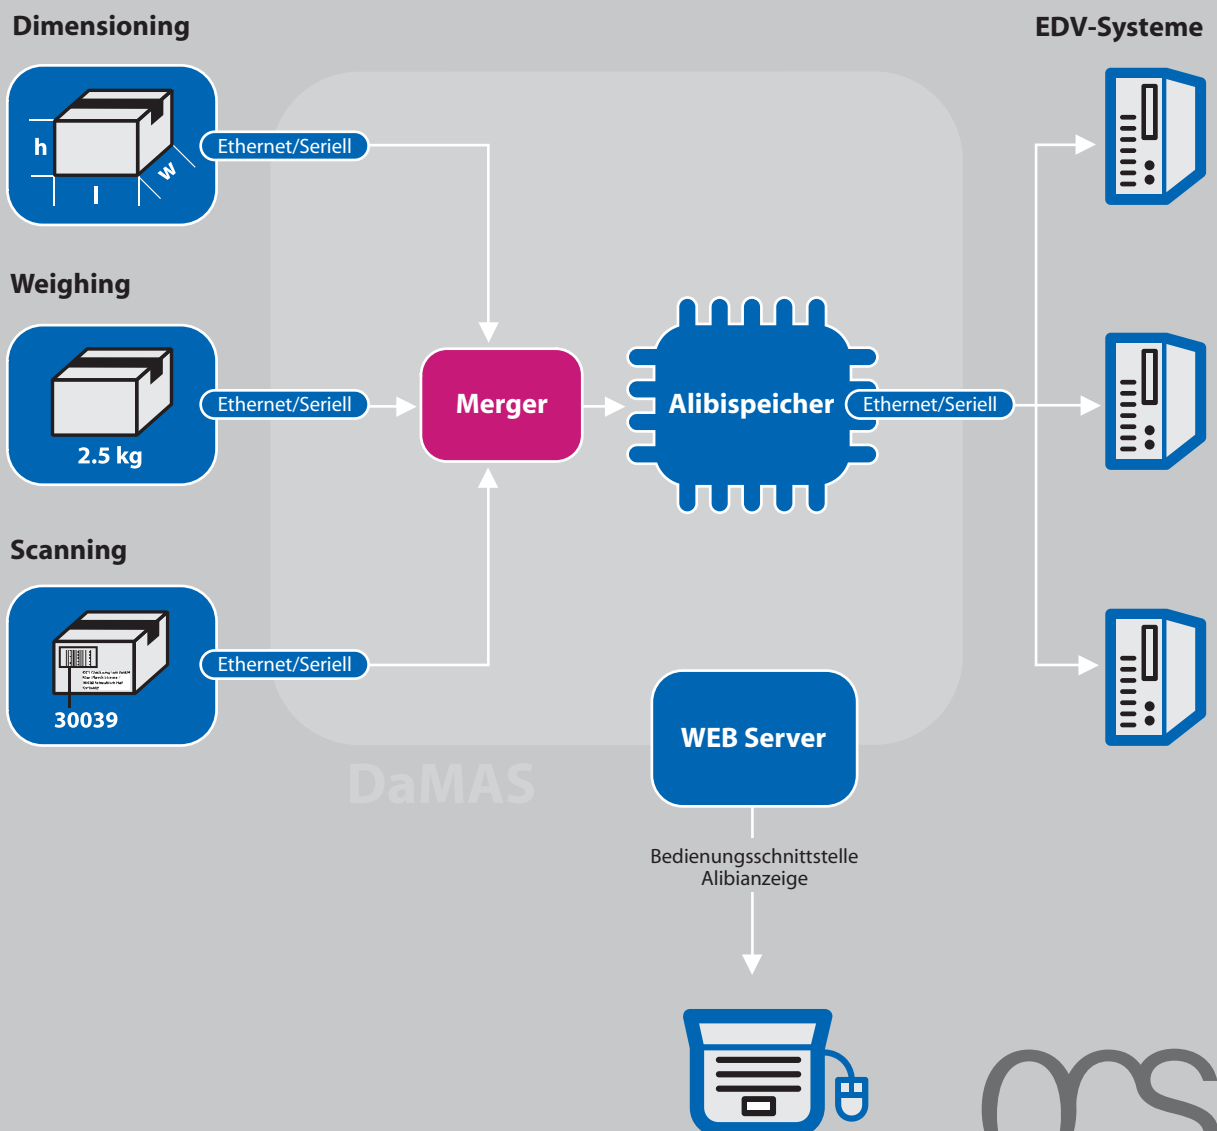 Dimensioning
EDV-Systeme
h
l
w
Ethernet/Seriell
Weighing
2.5 kg
Ethernet/Seriell
Merger
Alibispeicher
Ethernet/Seriell
Scanning
30039
Ethernet/Seriell
WEB Server
DaMAS
Bedienungsschnittstelle
Alibianzeige